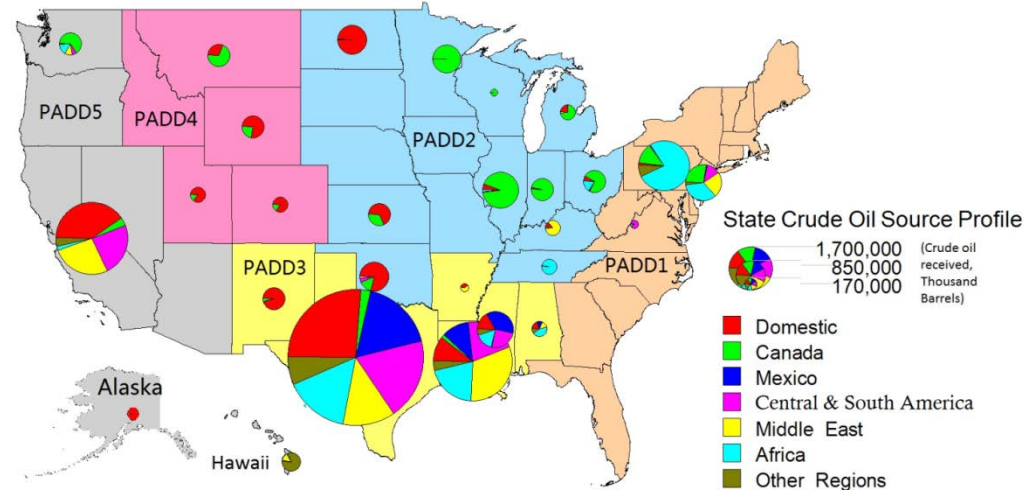 PADD5
PADD4
PADD2
PADD3
PADD1
Alaska
Hawaii
State Crude Oil Source Profile
1,700,000
850,000
170,000
(Crude oil
received,
Thousand
Barrels)
Domestic
Canada
Mexico
Central & South America
Middle East
Africa
Other Regions